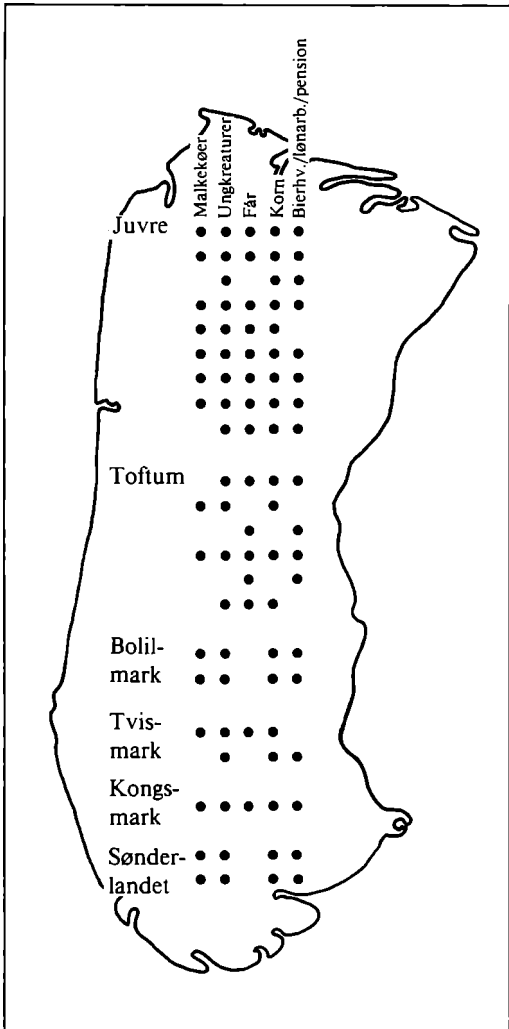 Malkekøer
Ungkreaturer
Får
Korn
Bierhv./lønarb./pension
Juvre
Toftum
Bolil-
mark
Tvis-
mark
Kongs-
mark
Sønder-
landet